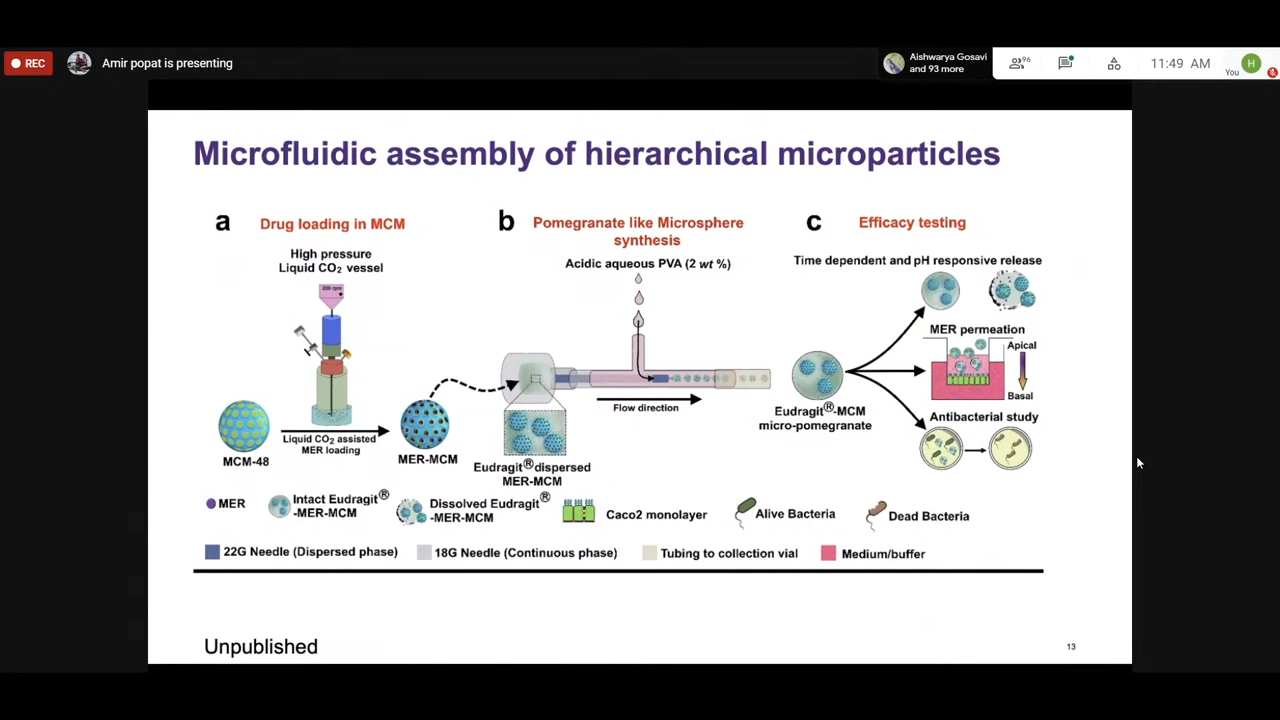 REC
Amir popat is presenting
Aishwarya Gosavi
and 93 more
96
11:49 AM
You
H
Microfluidic assembly of hierarchical microparticles
a
Drug loading in MCM
High pressure
Liquid CO2 vessel
200 rpm
MCM-48
Liquid CO2 assisted
MER loading
MER-MCM
b
Pomegranate like Microsphere
synthesis
Acidic aqueous PVA (2 wt %)
Flow direction
Eudragit® dispersed
MER-MCM
c
Efficacy testing
Time dependent and pH responsive release
MER permeation
Apical
Basal
Eudragit®-MCM
micro-pomegranate
Antibacterial study
MER
Intact Eudragit®
-MER-MCM
Dissolved Eudragit®
-MER-MCM
Caco2 monolayer
Alive Bacteria
Dead Bacteria
22G Needle (Dispersed phase)
18G Needle (Continuous phase)
Tubing to collection vial
Medium/buffer
Unpublished
13